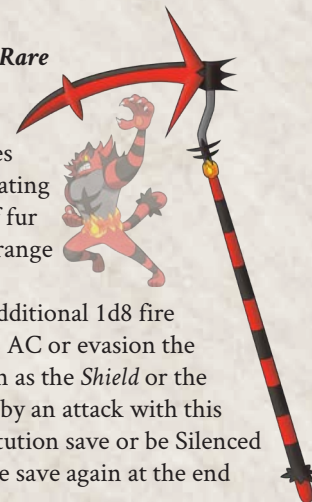 Rare
es
ating
f fur
range
dditional 1d8 fire
AC or evasion the
h as the Shield or the
by an attack with this
tution save or be Silenced
e save again at the end